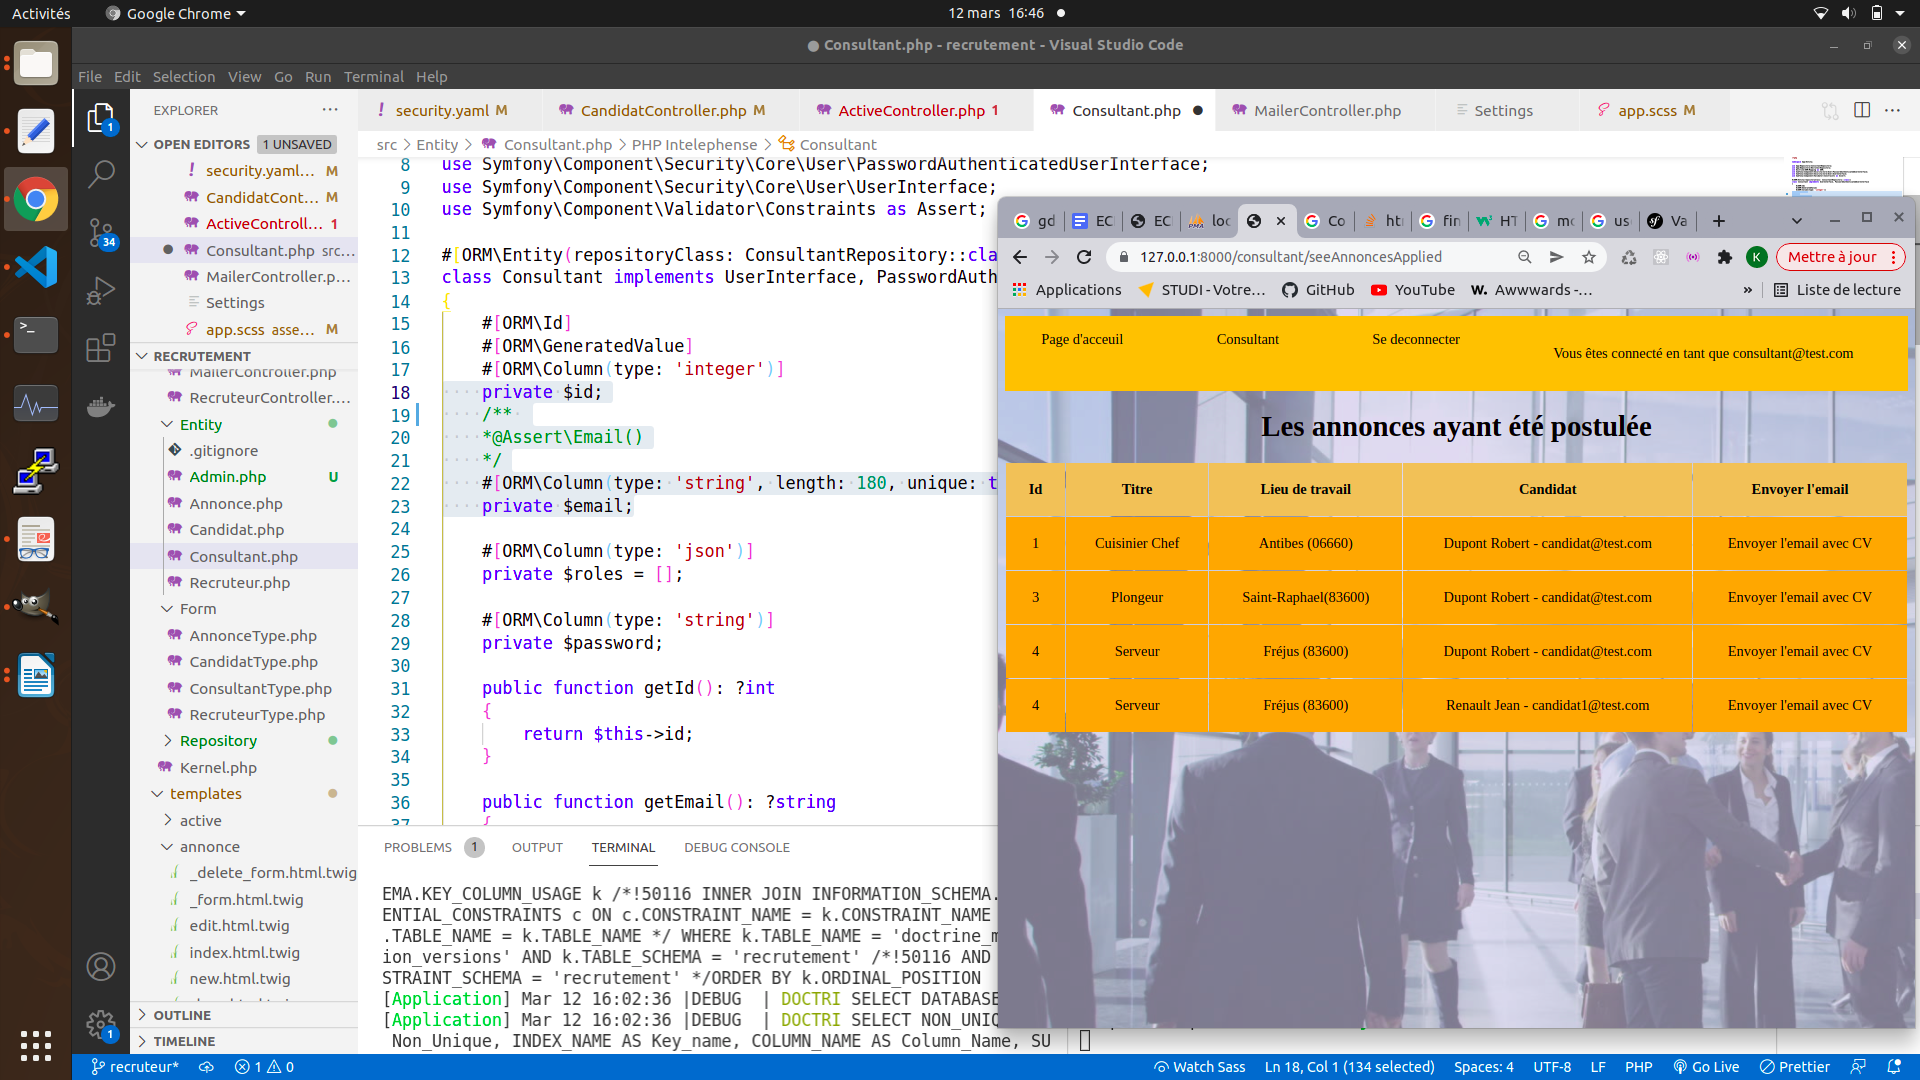 Activités
Google Chrome
12 mars 16:46
Consultant.php - recrutement - Visual Studio Code
File Edit Selection View Go Run Terminal Help
EXPLORER
OPEN EDITORS 1 UNSAVED
security.yaml... M
CandidatCont... M
ActiveControll... 1
Consultant.php src...
MailerController.p...
Settings
app.scss asse... M
RECRUTEMENT
MailerController.php
RecruteurController....
Entity
.gitignore
Admin.php U
Annonce.php
Candidat.php
Consultant.php
Recruteur.php
Form
AnnonceType.php
CandidatType.php
ConsultantType.php
RecruteurType.php
Repository
Kernel.php
templates
active
annonce
_delete_form.html.twig
_form.html.twig
edit.html.twig
index.html.twig
new.html.twig
OUTLINE
TIMELINE
1
34
1
security.yaml M
CandidatController.php M
ActiveController.php 1
Consultant.php
MailerController.php
Settings
app.scss M
src > Entity > Consultant.php > PHP Intelephense > Consultant
8 use Symfony\Component\Security\Core\User\PasswordAuthenticatedUserInterface;
9 use Symfony\Component\Security\Core\User\UserInterface;
10 use Symfony\Component\Validator\Constraints as Assert;
11
12 #[ORM\Entity(repositoryClass: ConsultantRepository::cla
13 class Consultant implements UserInterface, PasswordAuth
14 {
15 #[ORM\Id]
16 #[ORM\GeneratedValue]
17 #[ORM\Column(type: 'integer')]
18 private $id;
19 /**
20 *@Assert\Email()
21 */
22 #[ORM\Column(type: 'string', length: 180, unique: t
23 private $email;
24
25 #[ORM\Column(type: 'json')]
26 private $roles = [];
27
28 #[ORM\Column(type: 'string')]
29 private $password;
30
31 public function getId(): ?int
32 {
33 return $this->id;
34 }
35
36 public function getEmail(): ?string
37 {
PROBLEMS 1 OUTPUT TERMINAL DEBUG CONSOLE
EMA.KEY_COLUMN_USAGE k /*!50116 INNER JOIN INFORMATION_SCHEMA.
ENTIAL_CONSTRAINTS c ON c.CONSTRAINT_NAME = k.CONSTRAINT_NAME
.TABLE_NAME = k.TABLE_NAME */ WHERE k.TABLE_NAME = 'doctrine_m
ion_versions' AND k.TABLE_SCHEMA = 'recrutement' /*!50116 AND
STRAINT_SCHEMA = 'recrutement' */ORDER BY k.ORDINAL_POSITION
[Application] Mar 12 16:02:36 |DEBUG | DOCTRI SELECT DATABASE
[Application] Mar 12 16:02:36 |DEBUG | DOCTRI SELECT NON_UNIQ
Non_Unique, INDEX_NAME AS Key_name, COLUMN_NAME AS Column_Name, SU
gd
EC
EC
loc
Co
htt
fin
HT
mo
use
Va
127.0.0.1:8000/consultant/seeAnnoncesApplied
K
Mettre à jour
Applications STUDI - Votre... GitHub YouTube W. Awwwards -... » Liste de lecture
Page d'acceuil Consultant Se deconnecter Vous êtes connecté en tant que consultant@test.com
Les annonces ayant été postulée
Id Titre Lieu de travail Candidat Envoyer l'email
1 Cuisinier Chef Antibes (06660) Dupont Robert - candidat@test.com Envoyer l'email avec CV
3 Plongeur Saint-Raphael(83600) Dupont Robert - candidat@test.com Envoyer l'email avec CV
4 Serveur Fréjus (83600) Dupont Robert - candidat@test.com Envoyer l'email avec CV
4 Serveur Fréjus (83600) Renault Jean - candidat1@test.com Envoyer l'email avec CV
recruteur* 1 0 Watch Sass Ln 18, Col 1 (134 selected) Spaces: 4 UTF-8 LF PHP Go Live Prettier